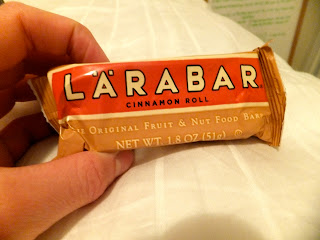 LÄRABAR
CINNAMON ROLL
ORIGINAL FRUIT & NUT FOOD BAR
NET WT. 1.8 OZ (51g)